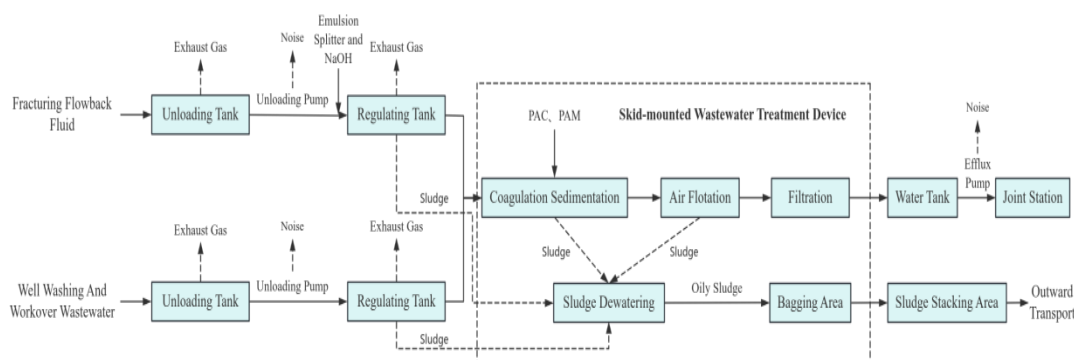 Emulsion
Splitter and
NaOH
Exhaust Gas
Noise
Exhaust Gas
Fracturing Flowback
Fluid
Unloading Tank
Unloading Pump
Regulating Tank
PAC、PAM
Skid-mounted Wastewater Treatment Device
Noise
Efflux
Pump
Sludge
Coagulation Sedimentation
Air Flotation
Filtration
Water Tank
Joint Station
Exhaust Gas
Noise
Exhaust Gas
Sludge
Sludge
Well Washing And
Workover Wastewater
Unloading Tank
Unloading Pump
Regulating Tank
Sludge Dewatering
Oily Sludge
Bagging Area
Sludge Stacking Area
Outward
Transport
Sludge